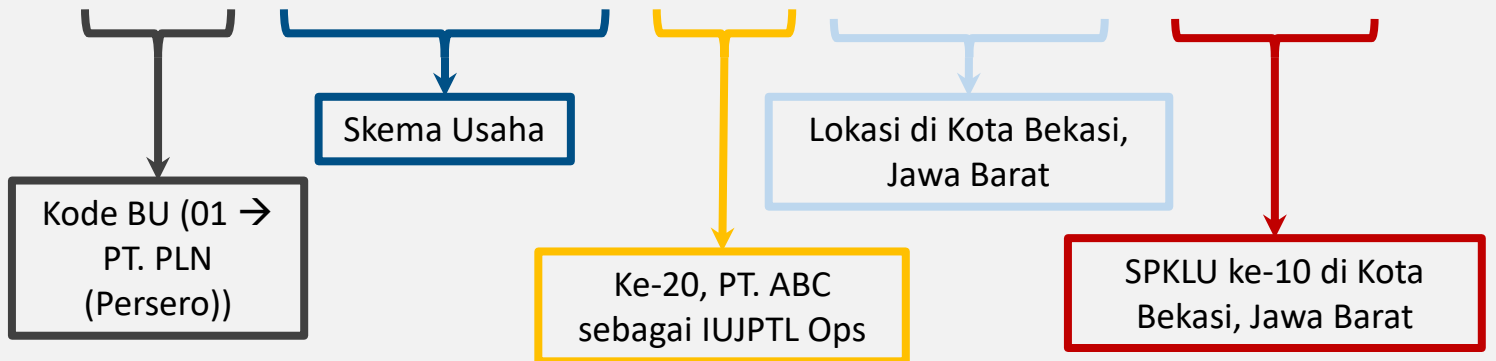 Skema Usaha
Lokasi di Kota Bekasi,
Jawa Barat
Kode BU (01 →
PT. PLN
(Persero))
Ke-20, PT. ABC
sebagai IUJPTL Ops
SPKLU ke-10 di Kota
Bekasi, Jawa Barat